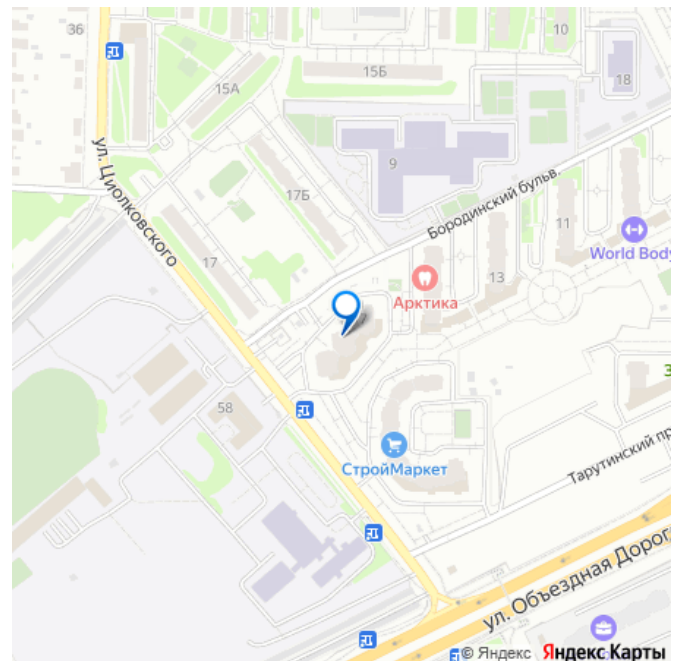 36
10
15Б
15А
18
9
ул. Циолковского
17Б
Бородинский бульв.
11
World Body
17
13
Арктика
58
СтройМаркет
Тарутинский пр
ул. Объездная Дорог
© Яндекс Яндекс Карты